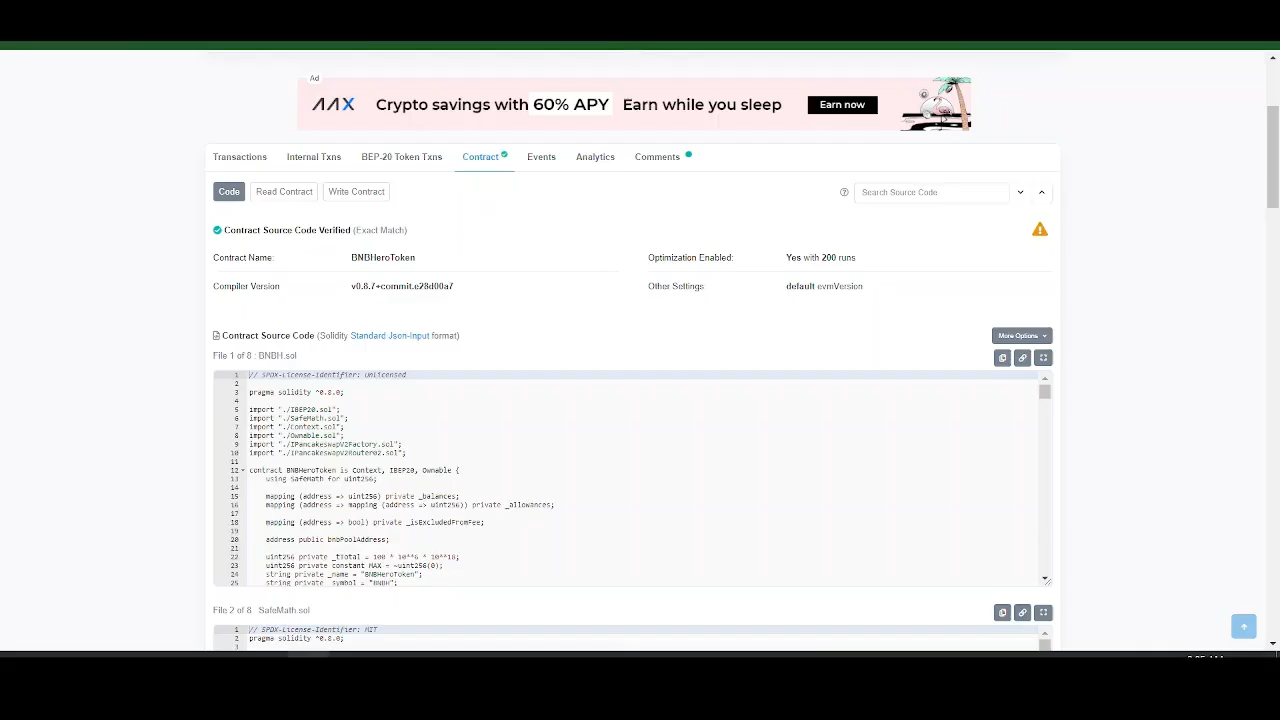 Ad
AAX Crypto savings with 60% APY Earn while you sleep Earn now
Transactions Internal Txns BEP-20 Token Txns Contract Events Analytics Comments
Code Read Contract Write Contract Search Source Code
Contract Source Code Verified (Exact Match)
Contract Name: BNBHeroToken Optimization Enabled: Yes with 200 runs
Compiler Version v0.8.7+commit.e28d00a7 Other Settings: default evmVersion
Contract Source Code (Solidity Standard Json-Input format) More Options
File 1 of 8 : BNBH.sol
1 // SPDX-License-Identifier: Unlicensed
2
3 pragma solidity ^0.8.0;
4
5 import "./IBEP20.sol";
6 import "./SafeMath.sol";
7 import "./Context.sol";
8 import "./Ownable.sol";
9 import "./IPancakeswapV2Factory.sol";
10 import "./IPancakeswapV2Router02.sol";
11
12 contract BNBHeroToken is Context, IBEP20, Ownable {
13 using SafeMath for uint256;
14
15 mapping (address => uint256) private _balances;
16 mapping (address => mapping (address => uint256)) private _allowances;
17
18 mapping (address => bool) private _isExcludedFromFee;
19
20 address public bnbPoolAddress;
21
22 uint256 private _tTotal = 100 * 10**6 * 10**18;
23 uint256 private constant MAX = ~uint256(0);
24 string private _name = "BNBHeroToken";
25 string private _symbol = "BNBH";
File 2 of 8 : SafeMath.sol
1 // SPDX-License-Identifier: MIT
2 pragma solidity ^0.8.0;
3